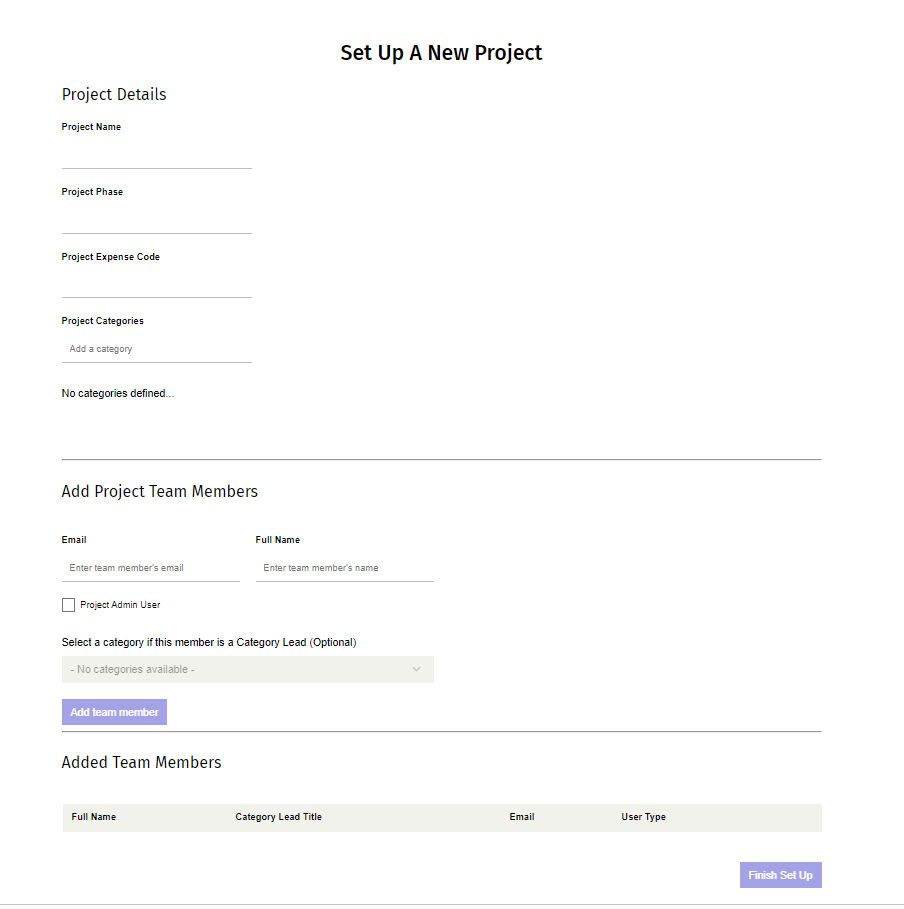 Set Up A New Project
Project Details
Project Name
Project Phase
Project Expense Code
Project Categories
Add a category
No categories defined...
Add Project Team Members
Email Full Name
Enter team member's email Enter team member's name
Project Admin User
Select a category if this member is a Category Lead (Optional)
- No categories available -
Add team member
Added Team Members
Full Name Category Lead Title Email User Type
Finish Set Up